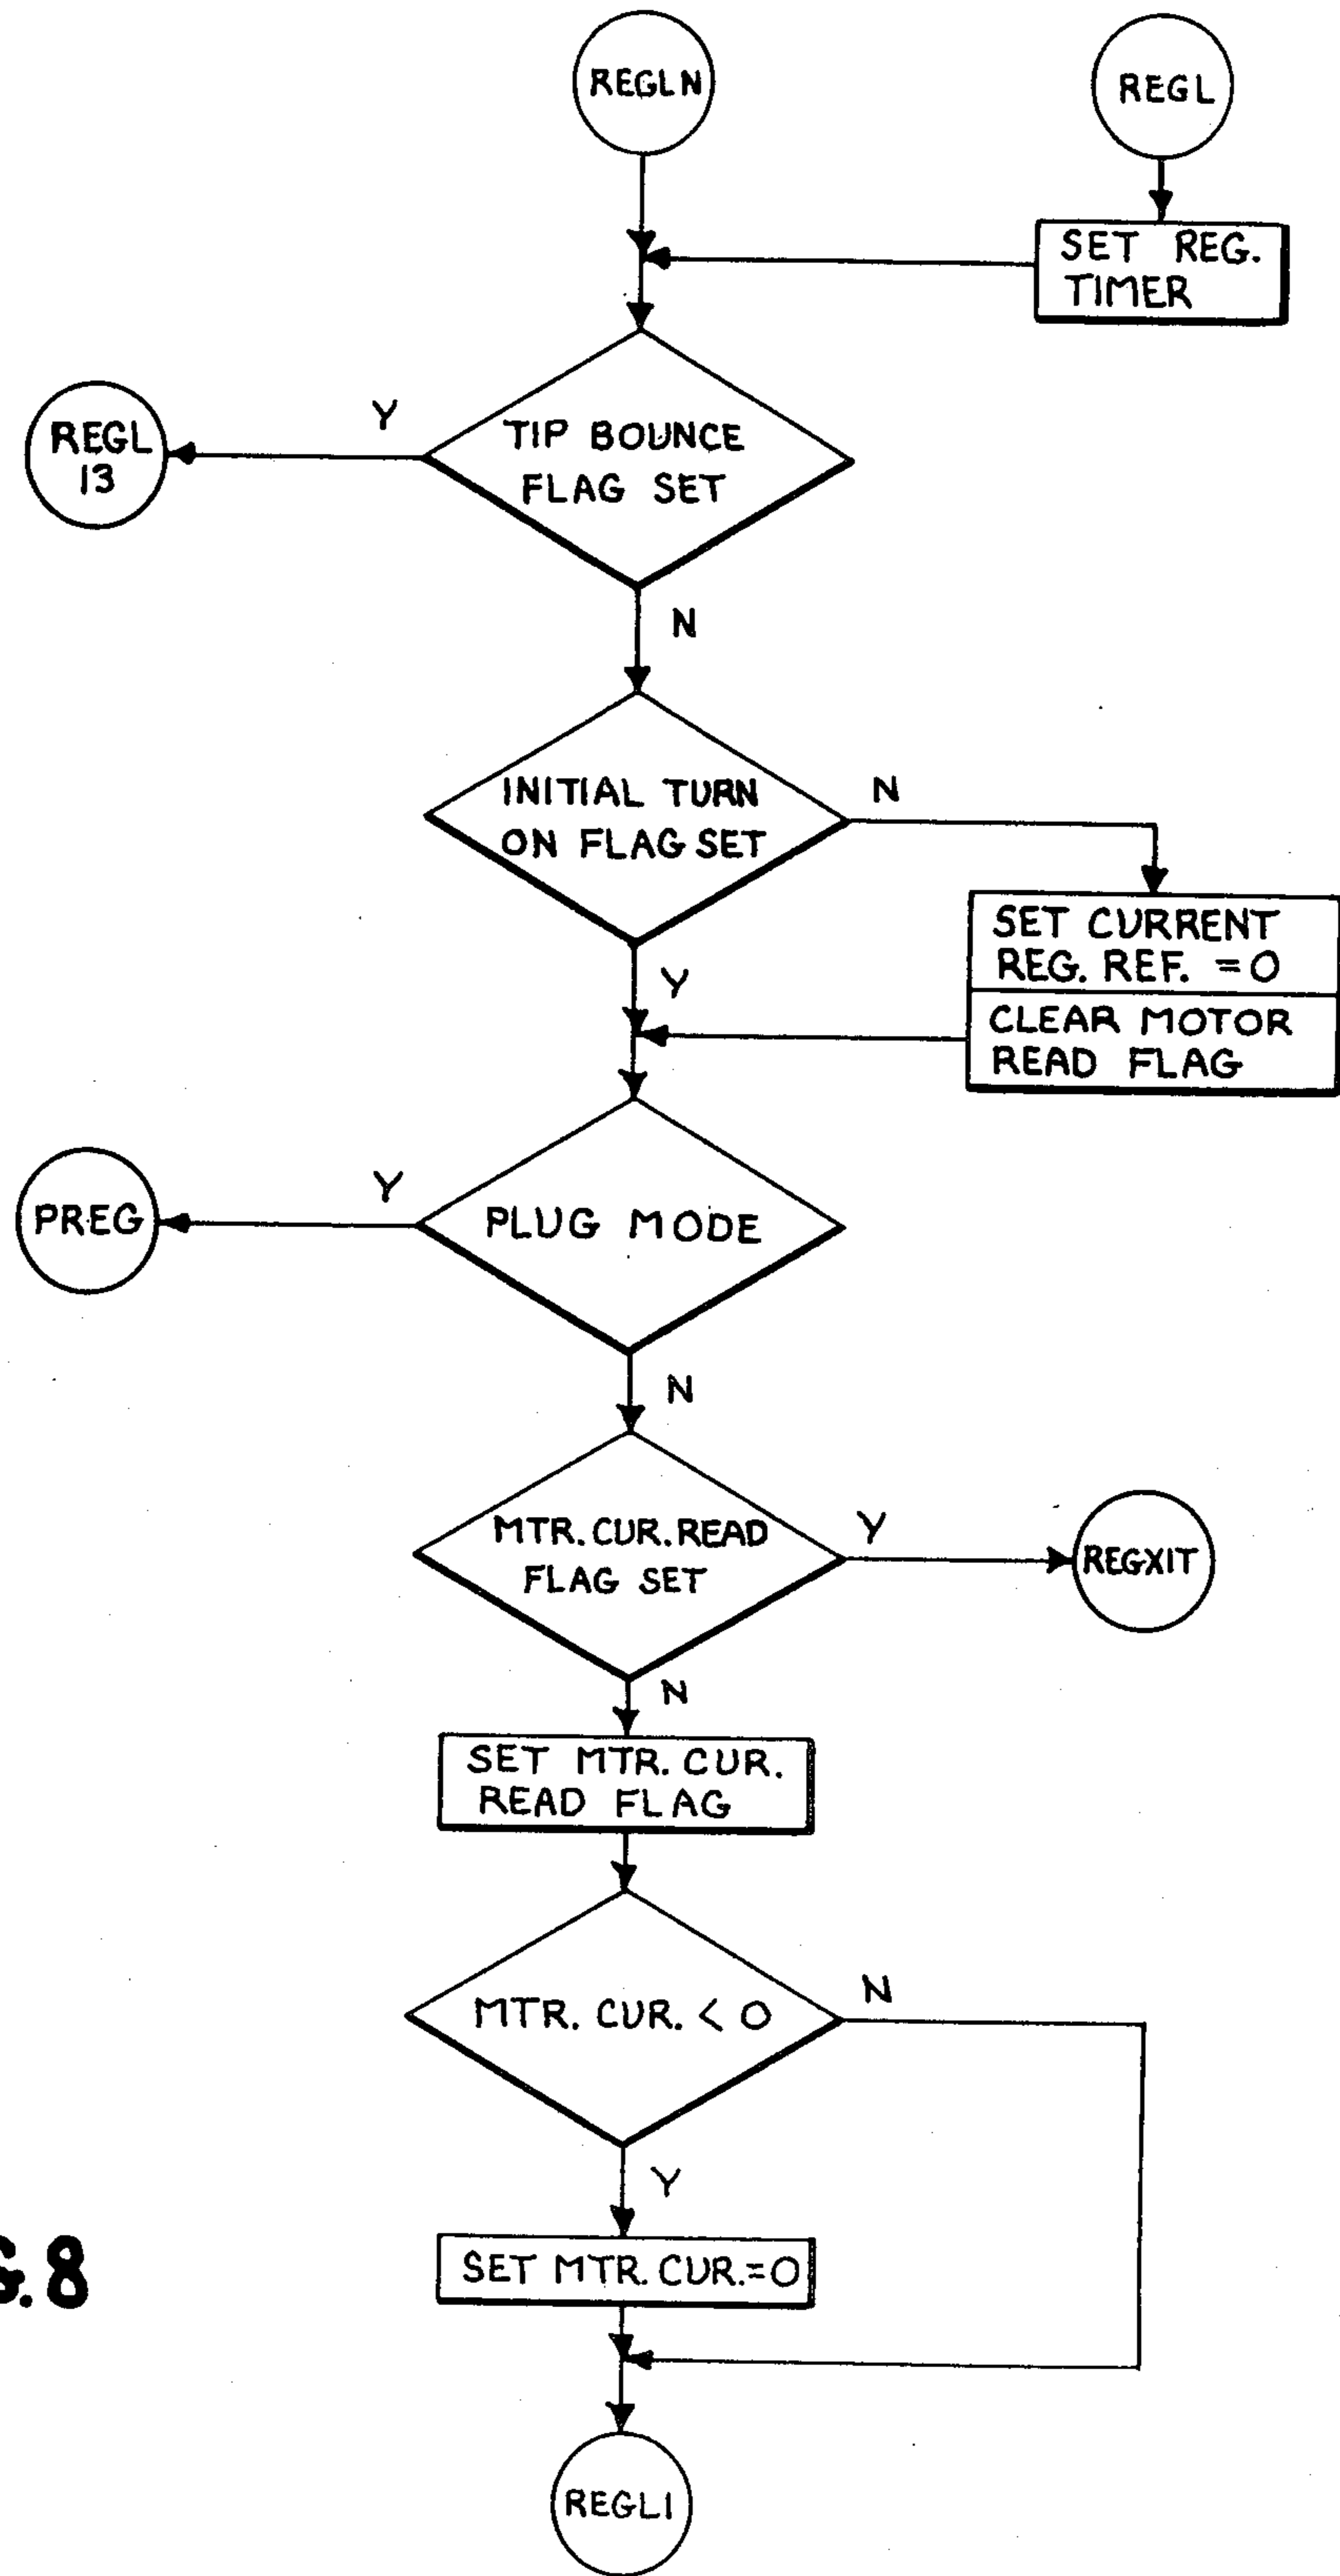 REGLN
REGL
SET REG.
TIMER
Y
REGL
13
TIP BOUNCE
FLAG SET
N
INITIAL TURN
ON FLAG SET
N
SET CURRENT
REG. REF. = 0
CLEAR MOTOR
READ FLAG
Y
Y
PREG
PLUG MODE
N
MTR. CUR. READ
FLAG SET
Y
REGXIT
N
SET MTR. CUR.
READ FLAG
MTR. CUR. < 0
N
Y
SET MTR. CUR. = 0
G. 8
REGL1